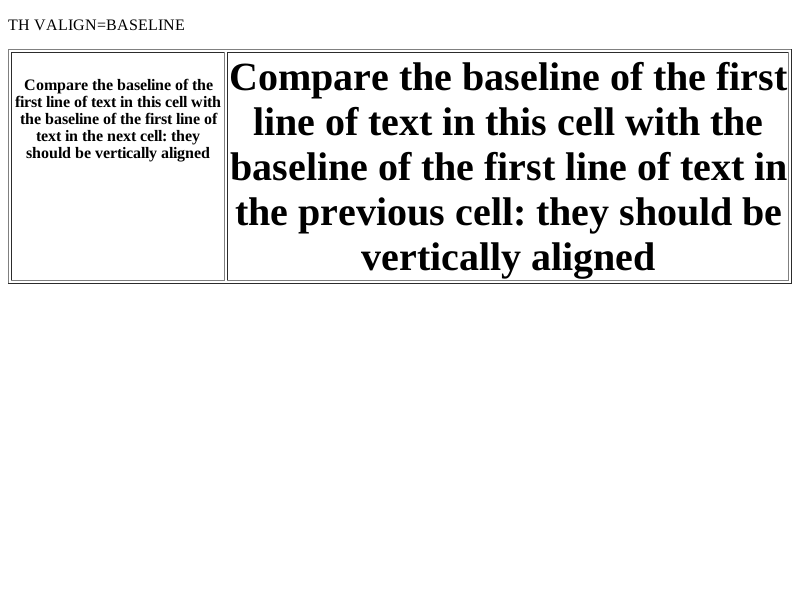 TH VALIGN=BASELINE
Compare the baseline of the
first line of text in this cell with
the baseline of the first line of
text in the next cell: they
should be vertically aligned
Compare the baseline of the first
line of text in this cell with the
baseline of the first line of text in
the previous cell: they should be
vertically aligned